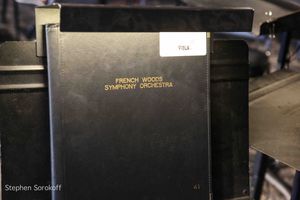 VIOLA
FRENCH WOODS
SYMPHONY ORCHESTRA
Stephen Sorokoff